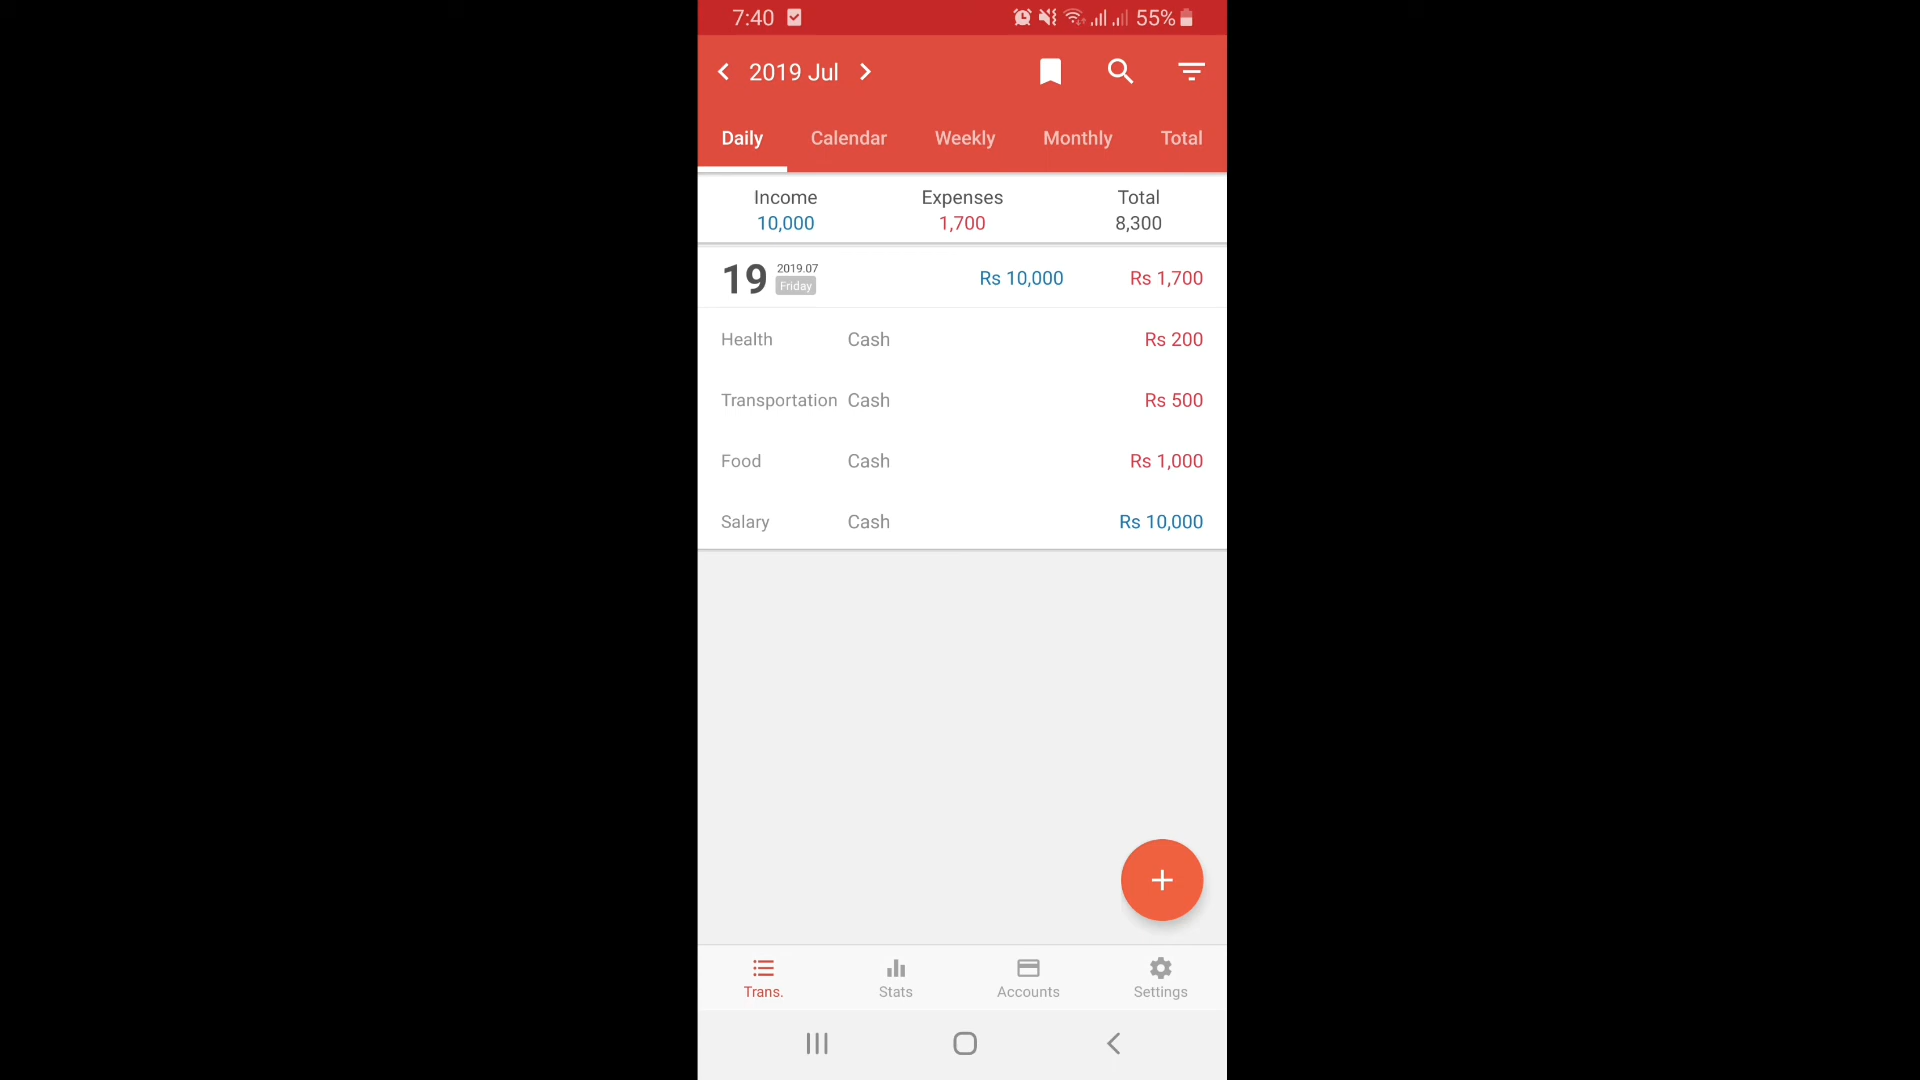 7:40 55%
2019 Jul
Daily Calendar Weekly Monthly Total
Income Expenses Total
10,000 1,700 8,300
19 2019.07 Friday Rs 10,000 Rs 1,700
Health Cash Rs 200
Transportation Cash Rs 500
Food Cash Rs 1,000
Salary Cash Rs 10,000
Trans. Stats Accounts Settings